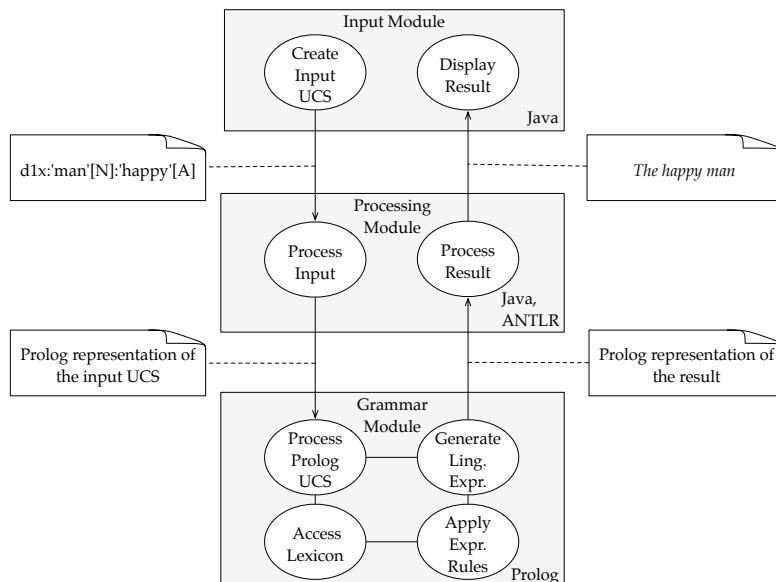 Input Module
Create
Input
UCS
Display
Result
Java
d1x:'man'[N]:'happy'[A]
The happy man
Processing
Module
Process
Input
Process
Result
Java,
ANTLR
Prolog representation of
the input UCS
Prolog representation of
the result
Grammar
Module
Process
Prolog
UCS
Generate
Ling.
Expr.
Access
Lexicon
Apply
Expr.
Rules
Prolog